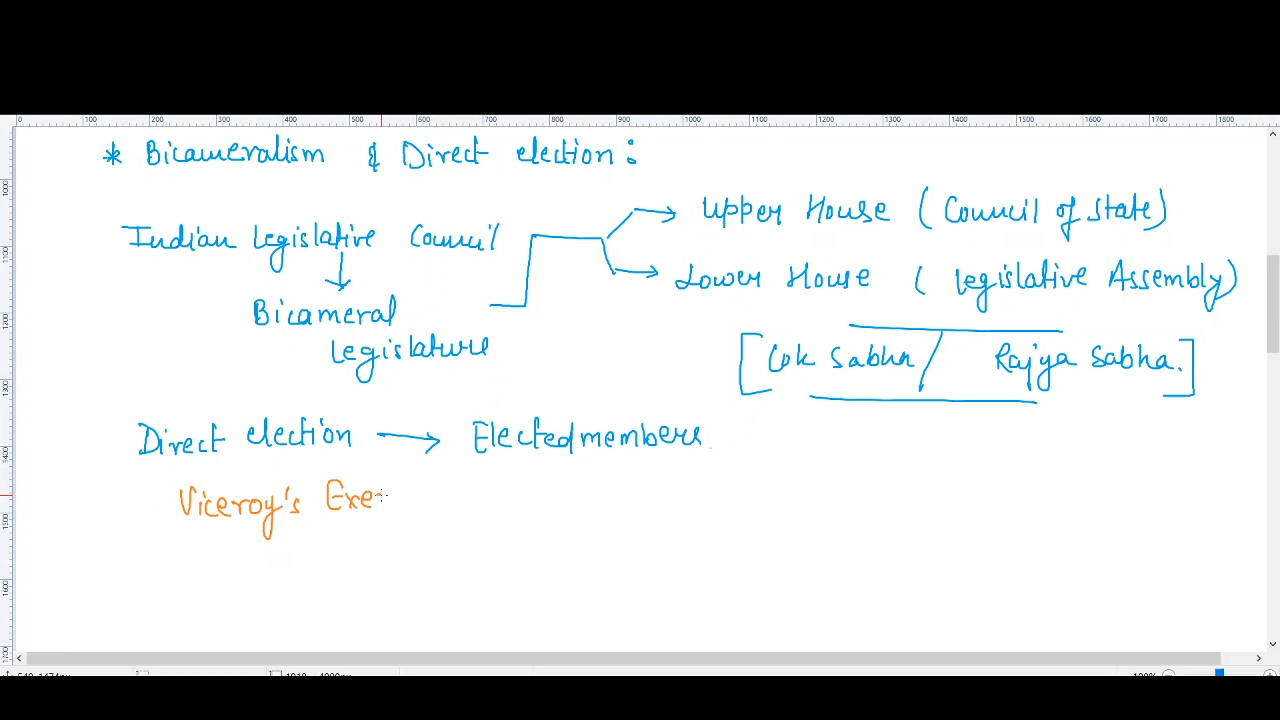 * Bicameralism & Direct election:
Indian legislative Council
Bicameral
legislature
Upper House (Council of state)
Lower House (legislative Assembly)
[Lok Sabha / Rajya Sabha.]
Direct election → Elected members
Viceroy's Exe